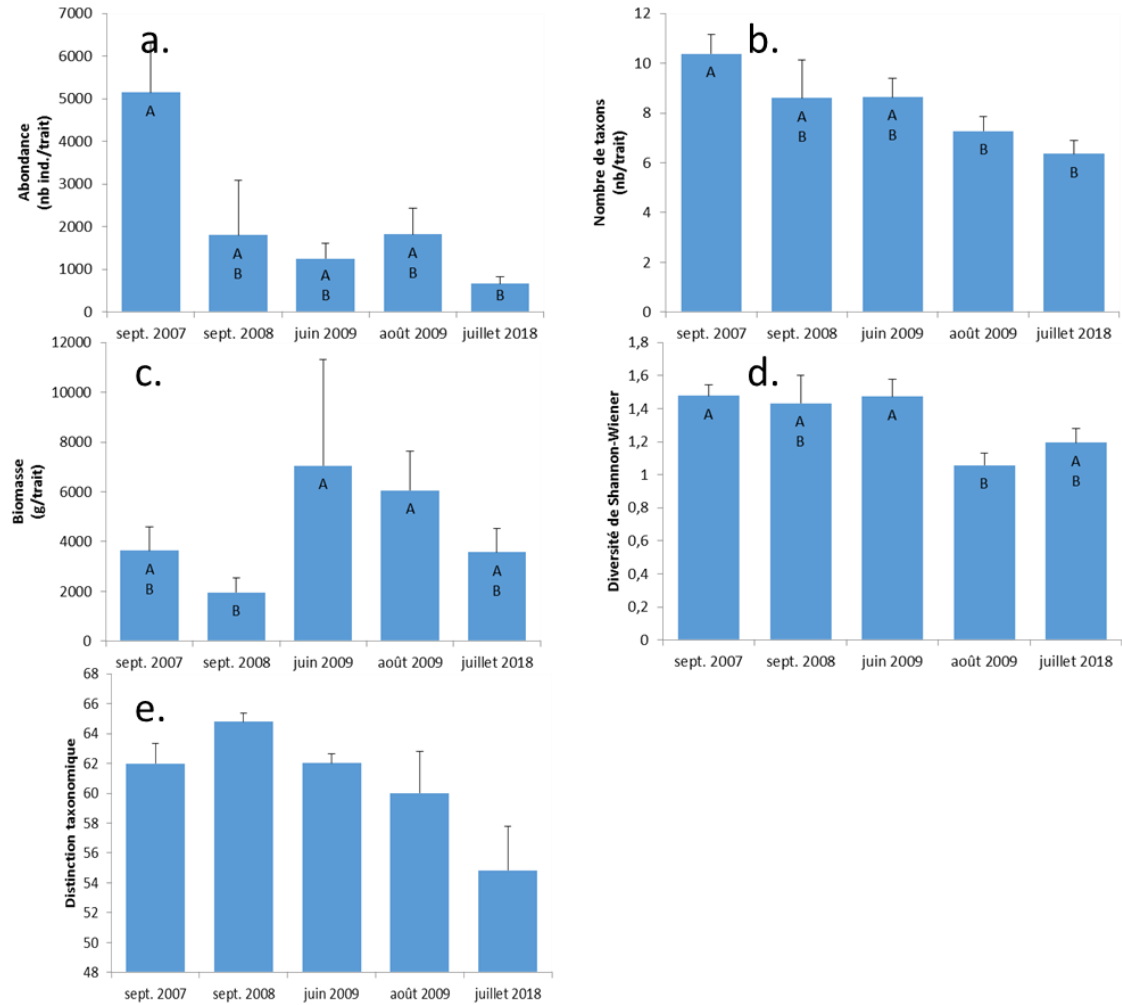 a.
Abondance
(nb ind./trait)
7000
6000
5000
4000
3000
2000
1000
0
A
A
B
A
B
A
B
B
sept. 2007 sept. 2008 juin 2009 août 2009 juillet 2018
b.
Nombre de taxons
(nb/trait)
12
10
8
6
4
2
0
A
A
B
A
B
B
B
sept. 2007 sept. 2008 juin 2009 août 2009 juillet 2018
c.
Biomasse
(g/trait)
12000
10000
8000
6000
4000
2000
0
A
B
B
A
A
A
B
sept. 2007 sept. 2008 juin 2009 août 2009 juillet 2018
d.
Diversité de Shannon-Wiener
1,8
1,6
1,4
1,2
1
0,8
0,6
0,4
0,2
0
A
A
B
A
B
A
B
sept. 2007 sept. 2008 juin 2009 août 2009 juillet 2018
e.
Distinction taxonomique
68
66
64
62
60
58
56
54
52
50
48
sept. 2007 sept. 2008 juin 2009 août 2009 juillet 2018